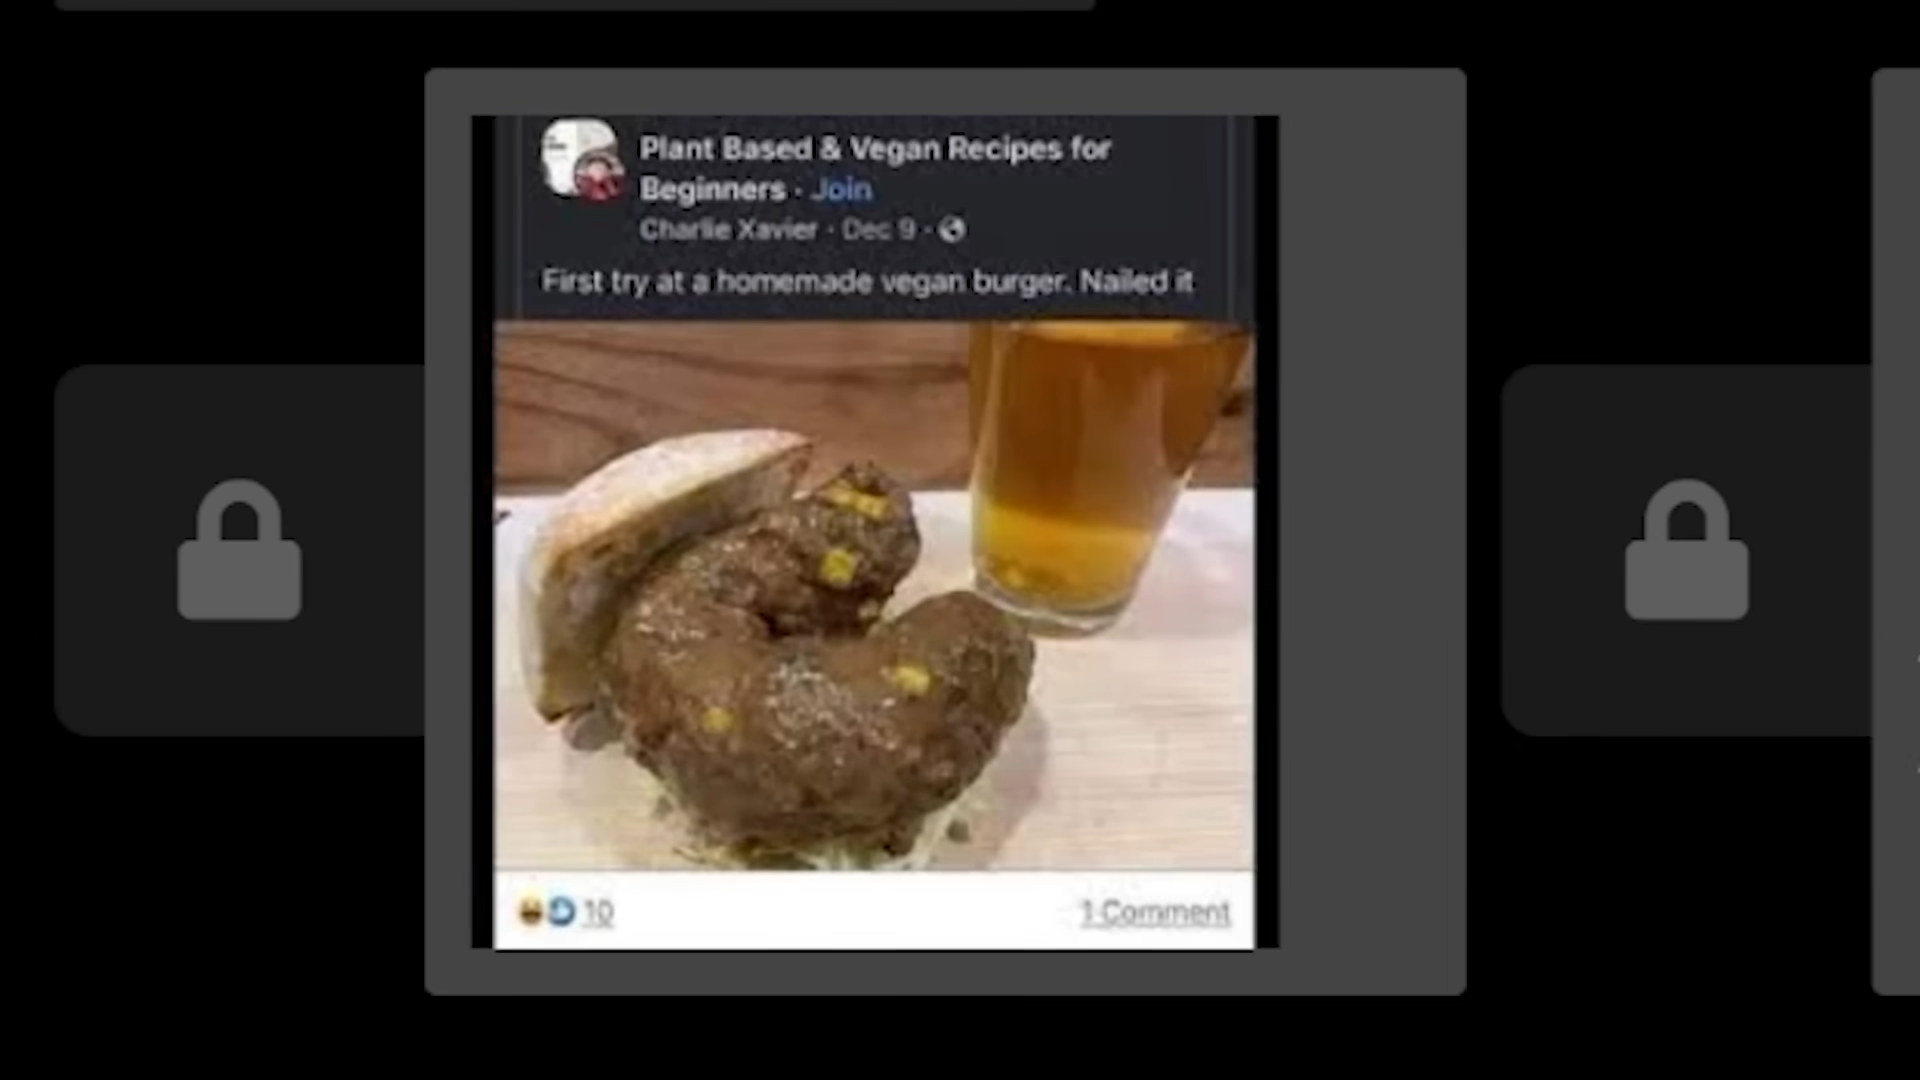 Plant Based & Vegan Recipes for
Beginners · Join
Charlie Xavier · Dec 9 ·
First try at a homemade vegan burger. Nailed it
10
1 Comment